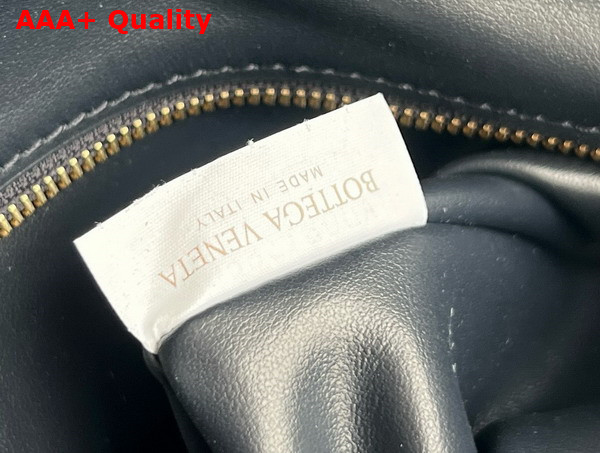 AAA+ Quality
BOTTEGA VENETA
MADE IN ITALY